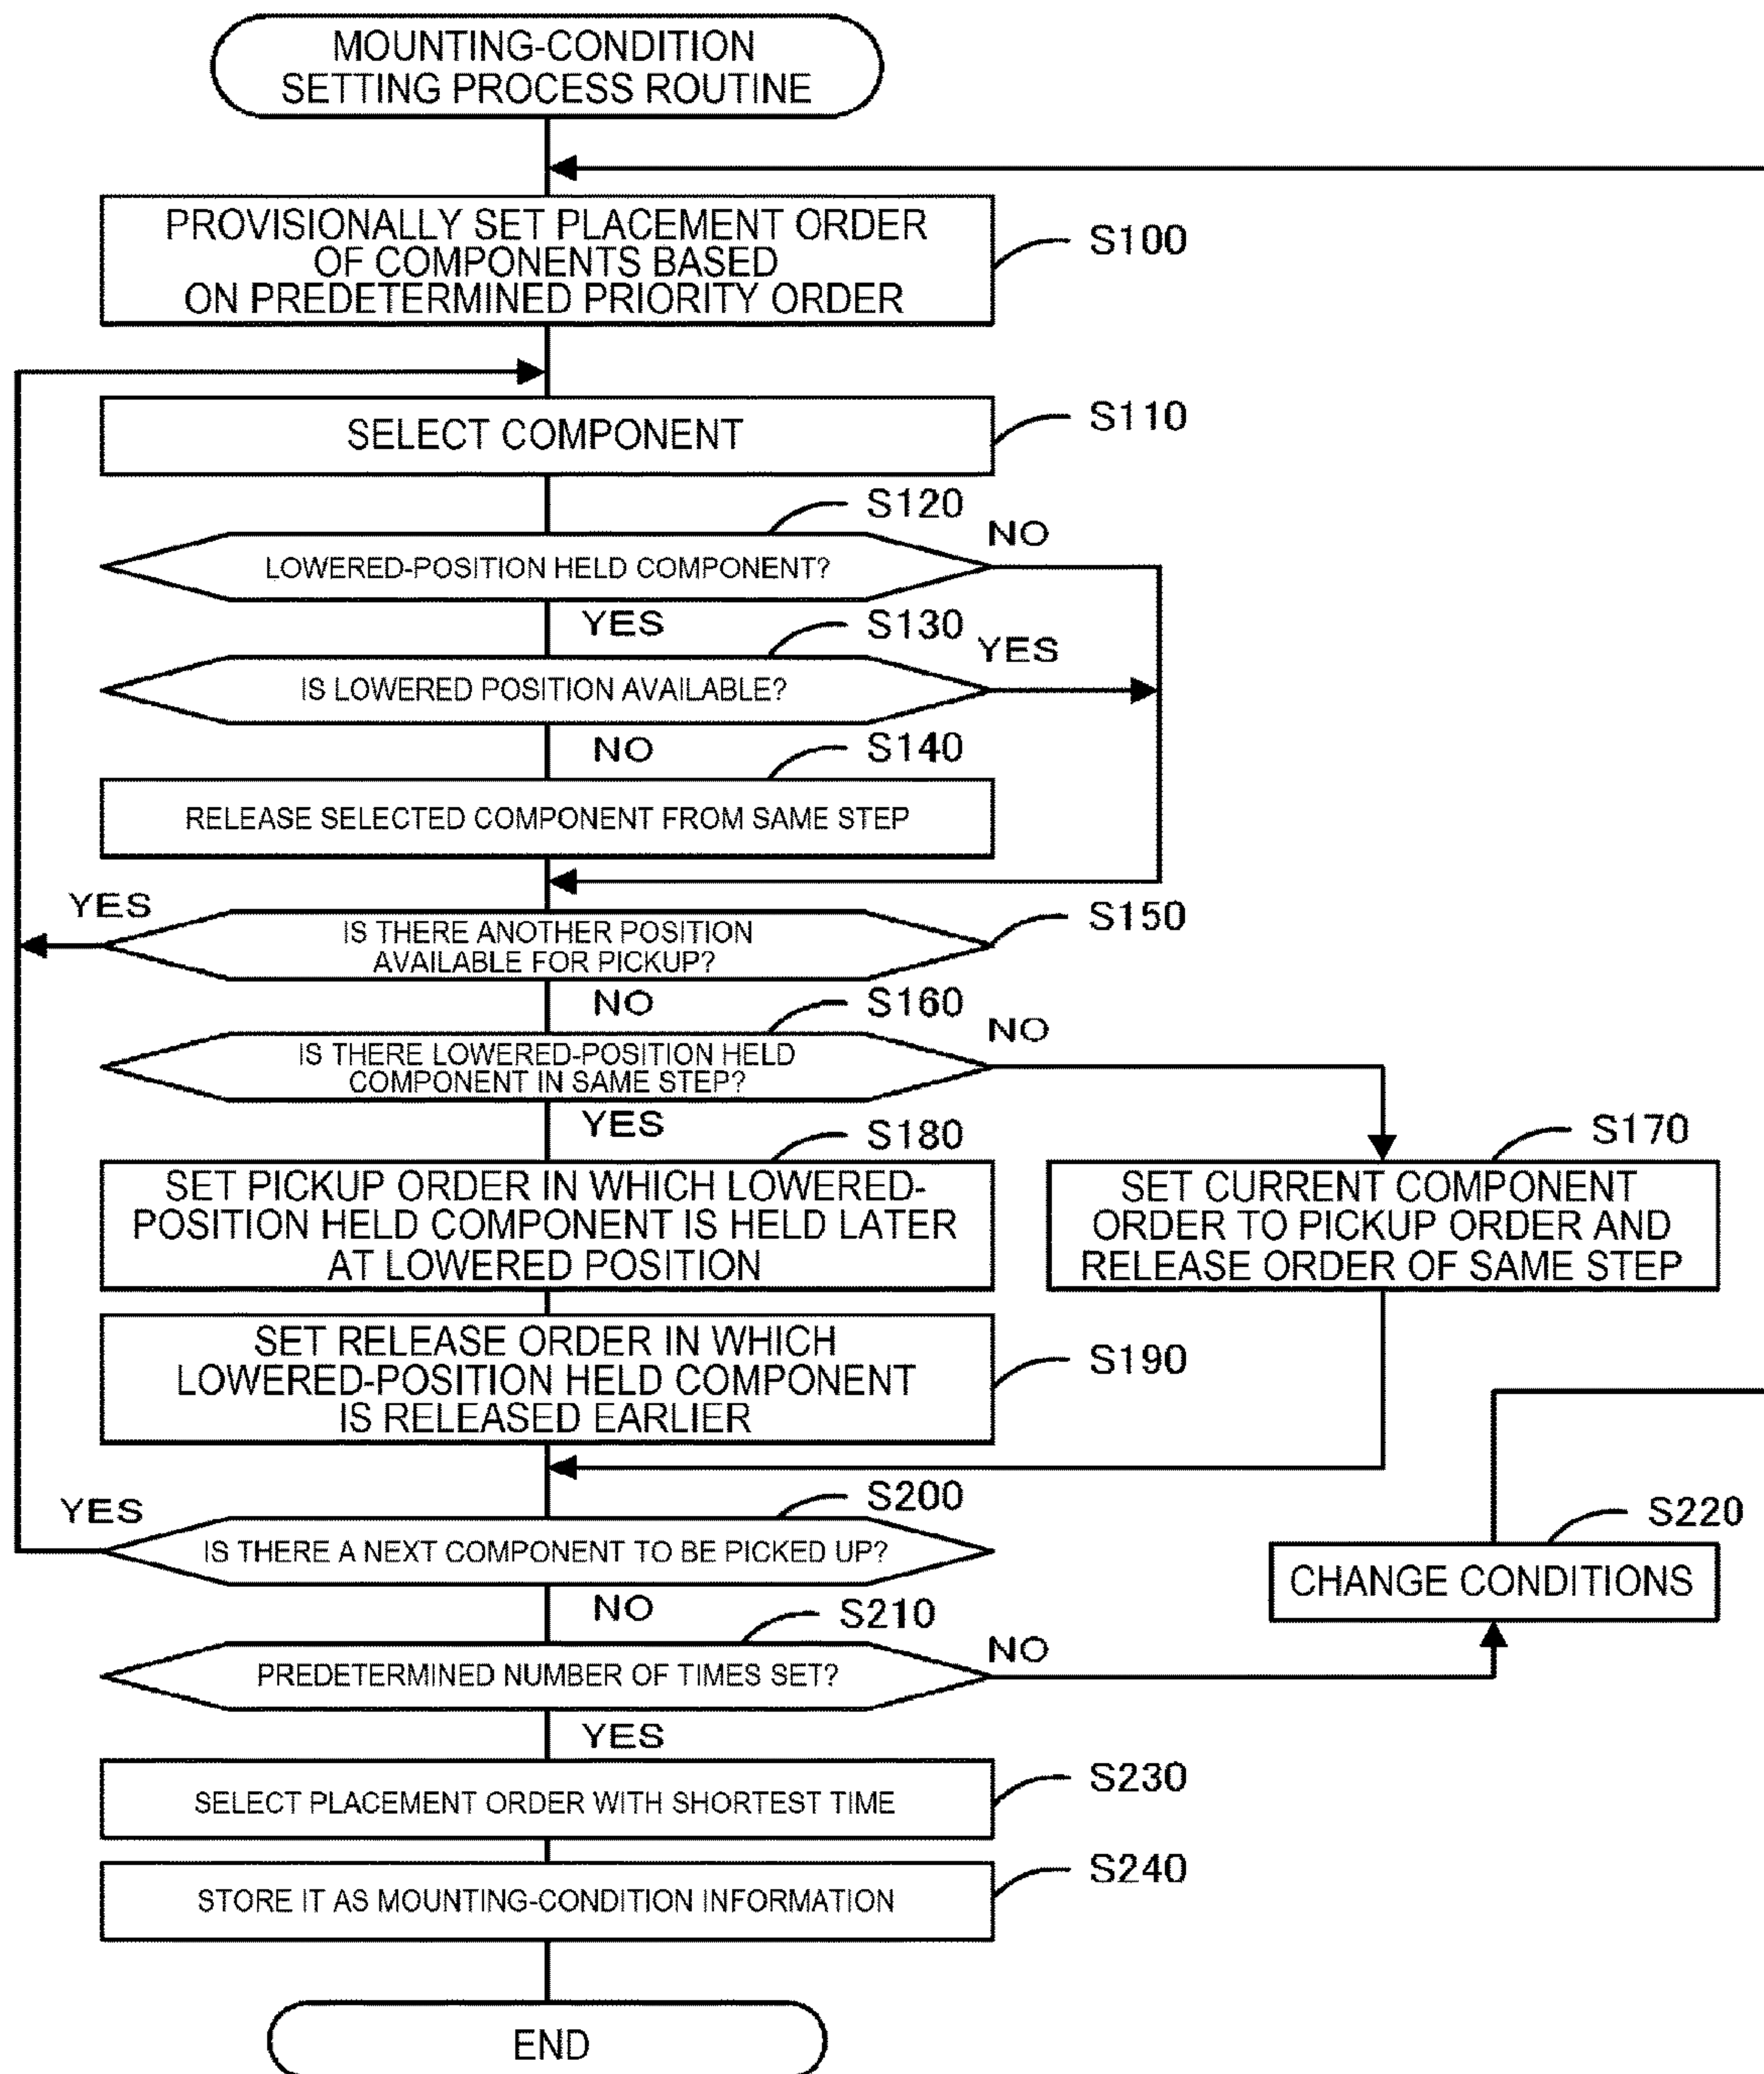 MOUNTING-CONDITION
SETTING PROCESS ROUTINE
PROVISIONALLY SET PLACEMENT ORDER
OF COMPONENTS BASED
ON PREDETERMINED PRIORITY ORDER
S100
SELECT COMPONENT
S110
S120
LOWERED-POSITION HELD COMPONENT?
NO
YES
S130
IS LOWERED POSITION AVAILABLE?
YES
NO
S140
RELEASE SELECTED COMPONENT FROM SAME STEP
YES
IS THERE ANOTHER POSITION
AVAILABLE FOR PICKUP?
S150
NO
S160
IS THERE LOWERED-POSITION HELD
COMPONENT IN SAME STEP?
NO
YES
S180
SET PICKUP ORDER IN WHICH LOWERED-
POSITION HELD COMPONENT IS HELD LATER
AT LOWERED POSITION
S170
SET CURRENT COMPONENT
ORDER TO PICKUP ORDER AND
RELEASE ORDER OF SAME STEP
SET RELEASE ORDER IN WHICH
LOWERED-POSITION HELD COMPONENT
IS RELEASED EARLIER
S190
YES
S200
IS THERE A NEXT COMPONENT TO BE PICKED UP?
S220
CHANGE CONDITIONS
NO
S210
PREDETERMINED NUMBER OF TIMES SET?
NO
YES
SELECT PLACEMENT ORDER WITH SHORTEST TIME
S230
STORE IT AS MOUNTING-CONDITION INFORMATION
S240
END